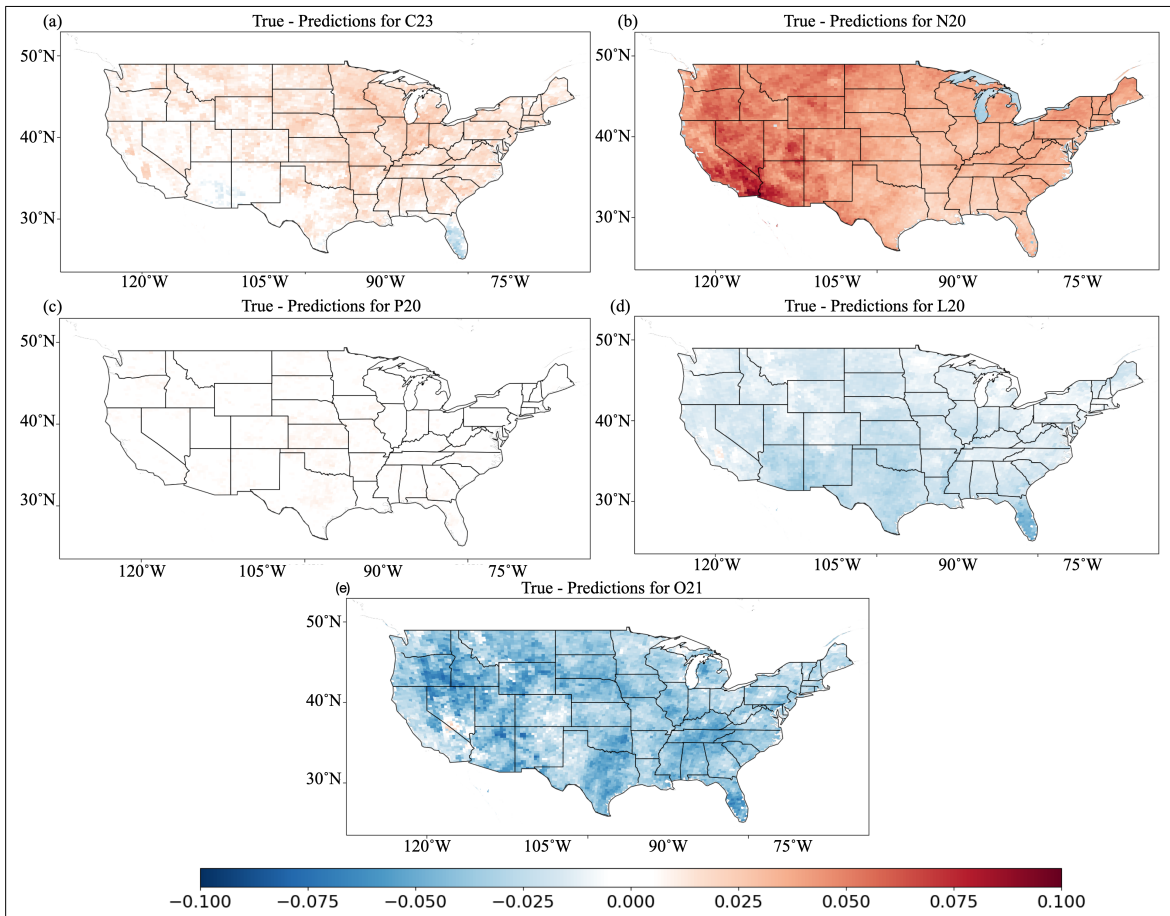 (a) True - Predictions for C23
(b) True - Predictions for N20
50°N
40°N
30°N
120°W 105°W 90°W 75°W
50°N
40°N
30°N
120°W 105°W 90°W 75°W
(c) True - Predictions for P20
(d) True - Predictions for L20
50°N
40°N
30°N
120°W 105°W 90°W 75°W
50°N
40°N
30°N
120°W 105°W 90°W 75°W
(e) True - Predictions for O21
50°N
40°N
30°N
120°W 105°W 90°W 75°W
−0.100 −0.075 −0.050 −0.025 0.000 0.025 0.050 0.075 0.100